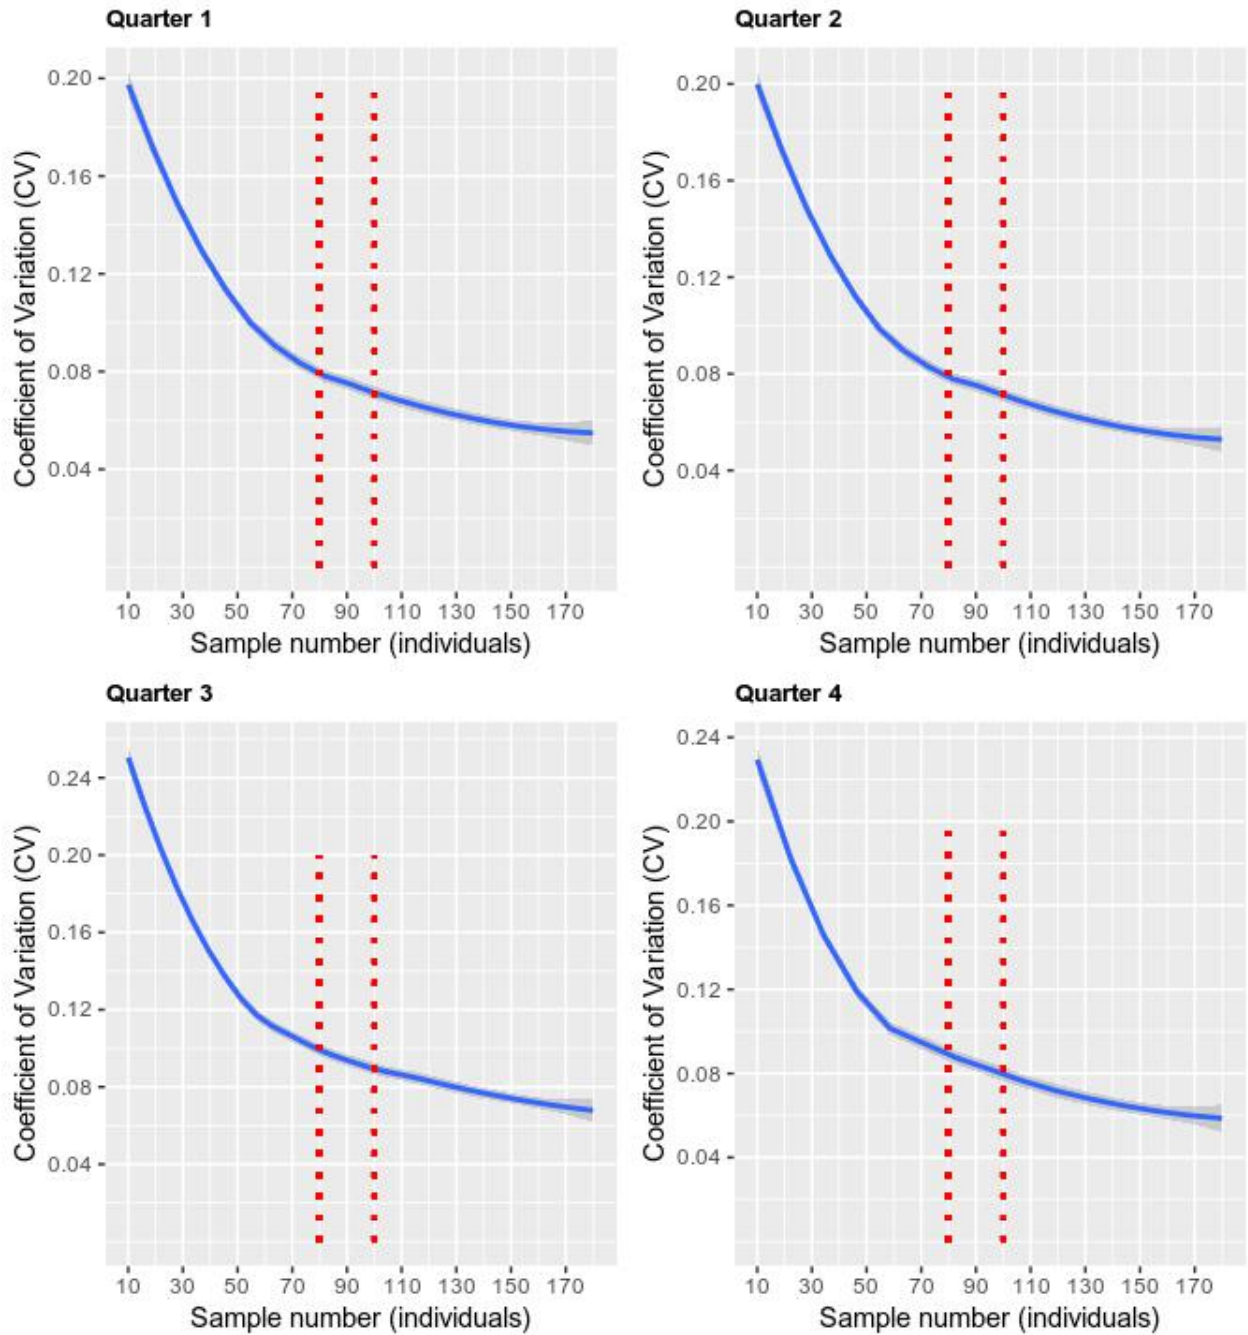 Quarter 1
Coefficient of Variation (CV)
0.20
0.16
0.12
0.08
0.04
10 30 50 70 90 110 130 150 170
Sample number (individuals)
Quarter 2
Coefficient of Variation (CV)
0.20
0.16
0.12
0.08
0.04
10 30 50 70 90 110 130 150 170
Sample number (individuals)
Quarter 3
Coefficient of Variation (CV)
0.24
0.20
0.16
0.12
0.08
0.04
10 30 50 70 90 110 130 150 170
Sample number (individuals)
Quarter 4
Coefficient of Variation (CV)
0.24
0.20
0.16
0.12
0.08
0.04
10 30 50 70 90 110 130 150 170
Sample number (individuals)